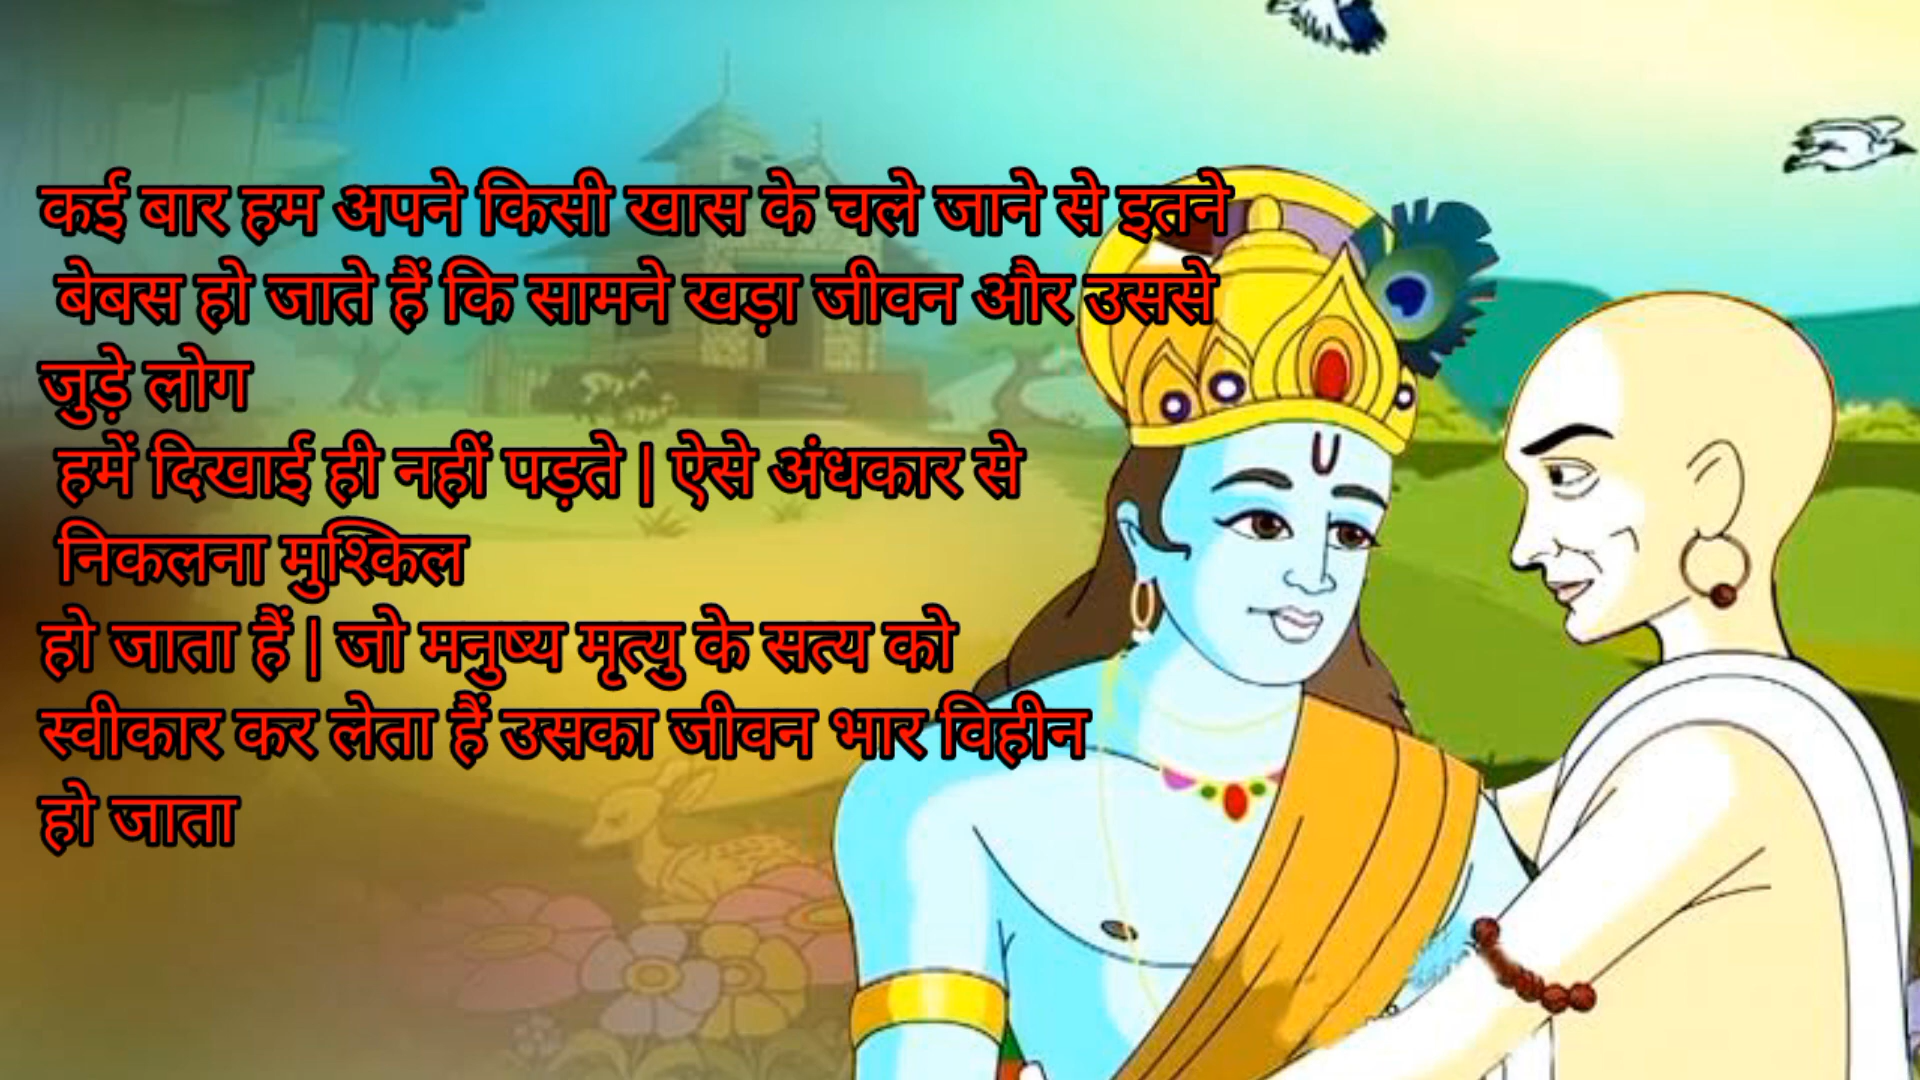 कई बार हम अपने किसी खास के चले जाने से इतने
बेबस हो जाते हैं कि सामने खड़ा जीवन और उससे
जुड़े लोग
हमें दिखाई ही नहीं पड़ते | ऐसे अंधकार से
निकलना मुश्किल
हो जाता हैं | जो मनुष्य मृत्यु के सत्य को
स्वीकार कर लेता हैं उसका जीवन भार विहीन
हो जाता